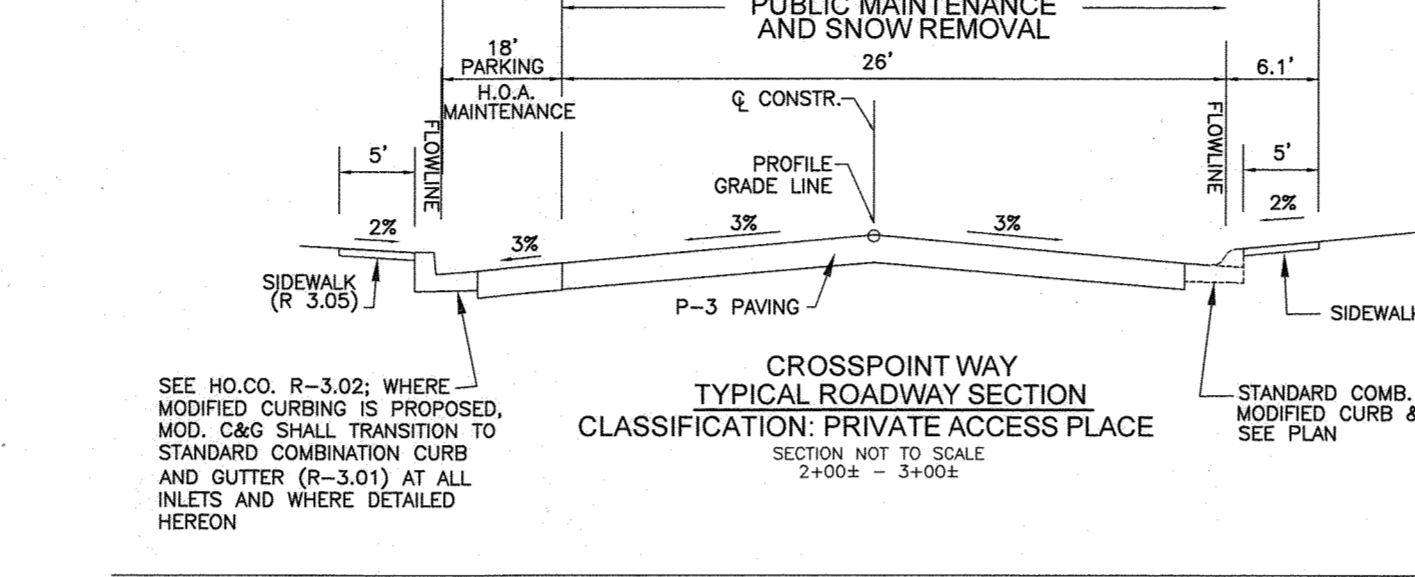 PUBLIC MAINTENANCE
AND SNOW REMOVAL
18'
PARKING
H.O.A.
MAINTENANCE
26'
6.1'
℄ CONSTR.
FLOWLINE
FLOWLINE
5'
PROFILE
GRADE LINE
5'
2%
3%
3%
3%
2%
SIDEWALK
(R 3.05)
P-3 PAVING
SIDEWALK
SEE HO.CO. R-3.02; WHERE
MODIFIED CURBING IS PROPOSED,
MOD. C&G SHALL TRANSITION TO
STANDARD COMBINATION CURB
AND GUTTER (R-3.01) AT ALL
INLETS AND WHERE DETAILED
HEREON
CROSSPOINT WAY
TYPICAL ROADWAY SECTION
CLASSIFICATION: PRIVATE ACCESS PLACE
SECTION NOT TO SCALE
2+00± - 3+00±
STANDARD COMB.
MODIFIED CURB &
SEE PLAN